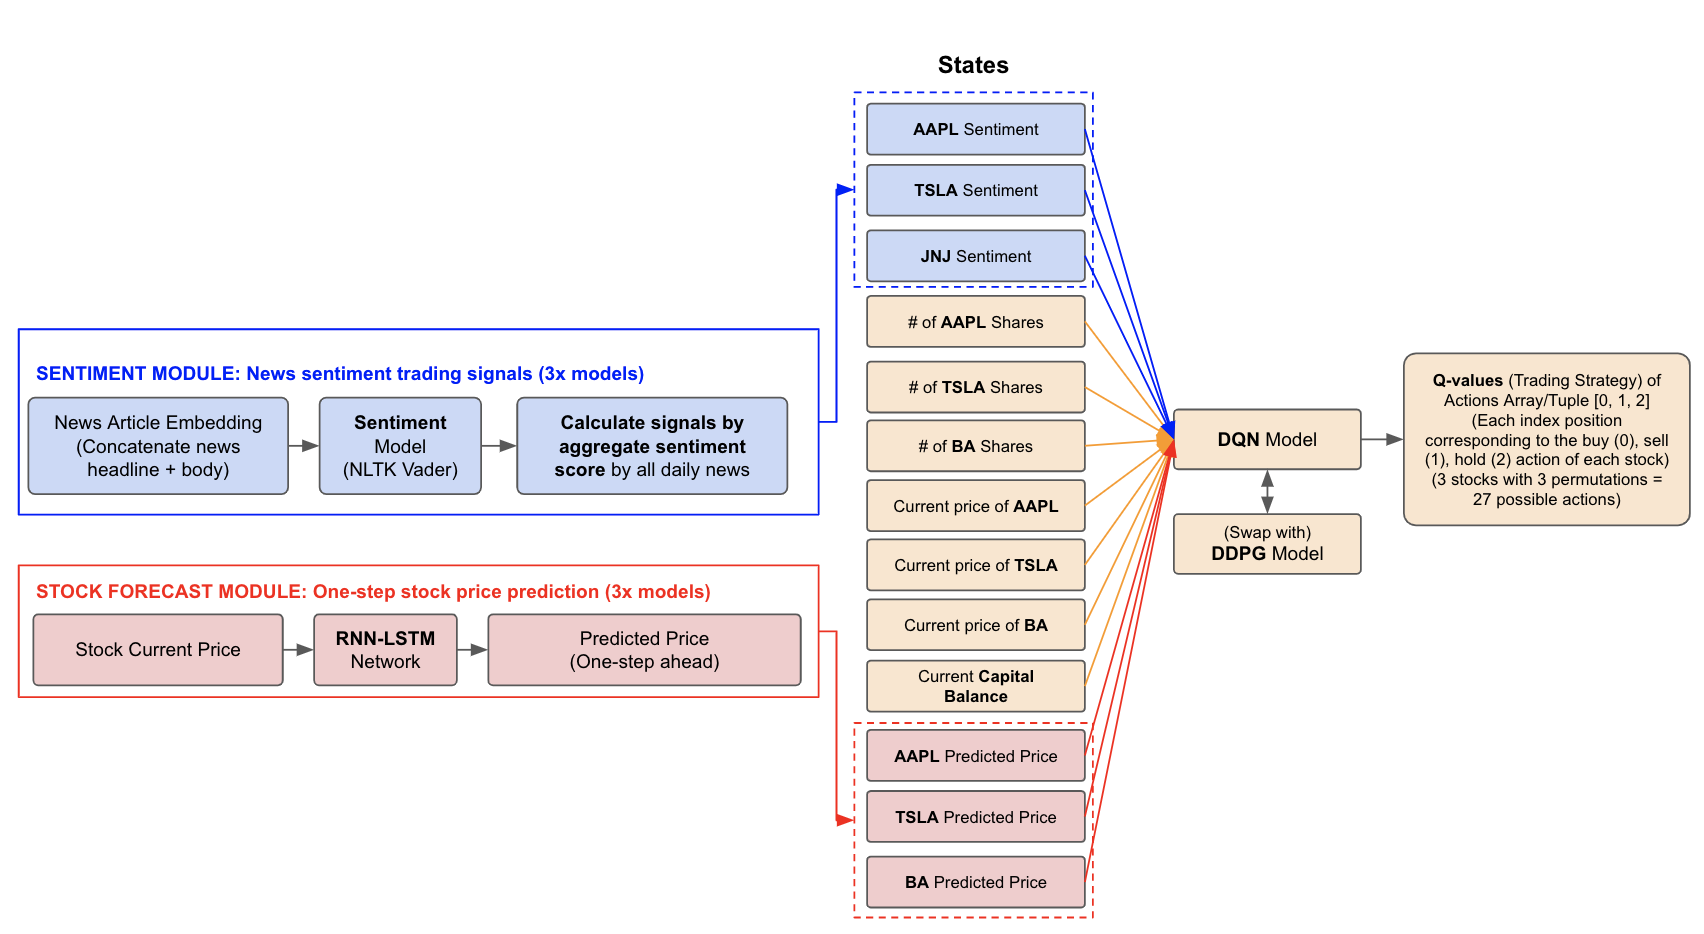 States
AAPL Sentiment
TSLA Sentiment
JNJ Sentiment
# of AAPL Shares
# of TSLA Shares
# of BA Shares
Current price of AAPL
Current price of TSLA
Current price of BA
Current Capital
Balance
AAPL Predicted Price
TSLA Predicted Price
BA Predicted Price
SENTIMENT MODULE: News sentiment trading signals (3x models)
News Article Embedding
(Concatenate news
headline + body)
Sentiment
Model
(NLTK Vader)
Calculate signals by
aggregate sentiment
score by all daily news
STOCK FORECAST MODULE: One-step stock price prediction (3x models)
Stock Current Price
RNN-LSTM
Network
Predicted Price
(One-step ahead)
DQN Model
(Swap with)
DDPG Model
Q-values (Trading Strategy) of
Actions Array/Tuple [0, 1, 2]
(Each index position
corresponding to the buy (0), sell
(1), hold (2) action of each stock)
(3 stocks with 3 permutations =
27 possible actions)